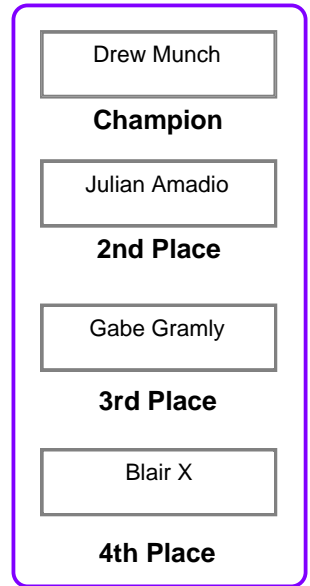 Drew Munch
Champion
Julian Amadio
2nd Place
Gabe Gramly
3rd Place
Blair X
4th Place